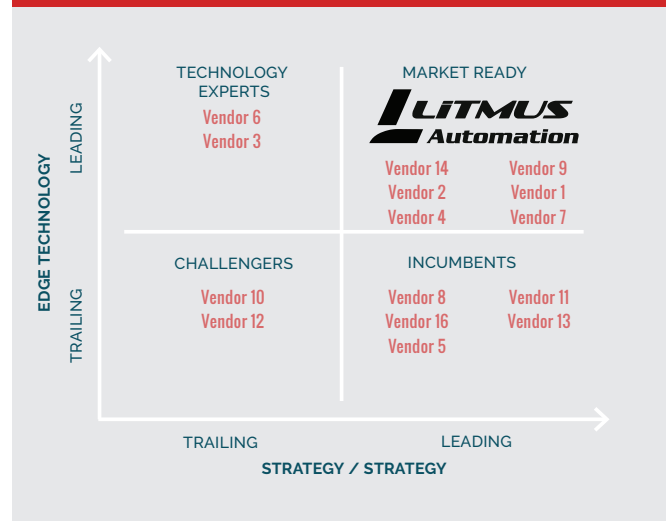 TECHNOLOGY
EXPERTS
Vendor 6
Vendor 3
MARKET READY
LiTMUS
Automation
Vendor 14
Vendor 9
Vendor 2
Vendor 1
Vendor 4
Vendor 7
CHALLENGERS
Vendor 10
Vendor 12
INCUMBENTS
Vendor 8
Vendor 11
Vendor 16
Vendor 13
Vendor 5
EDGE TECHNOLOGY
LEADING
TRAILING
TRAILING
LEADING
STRATEGY / STRATEGY